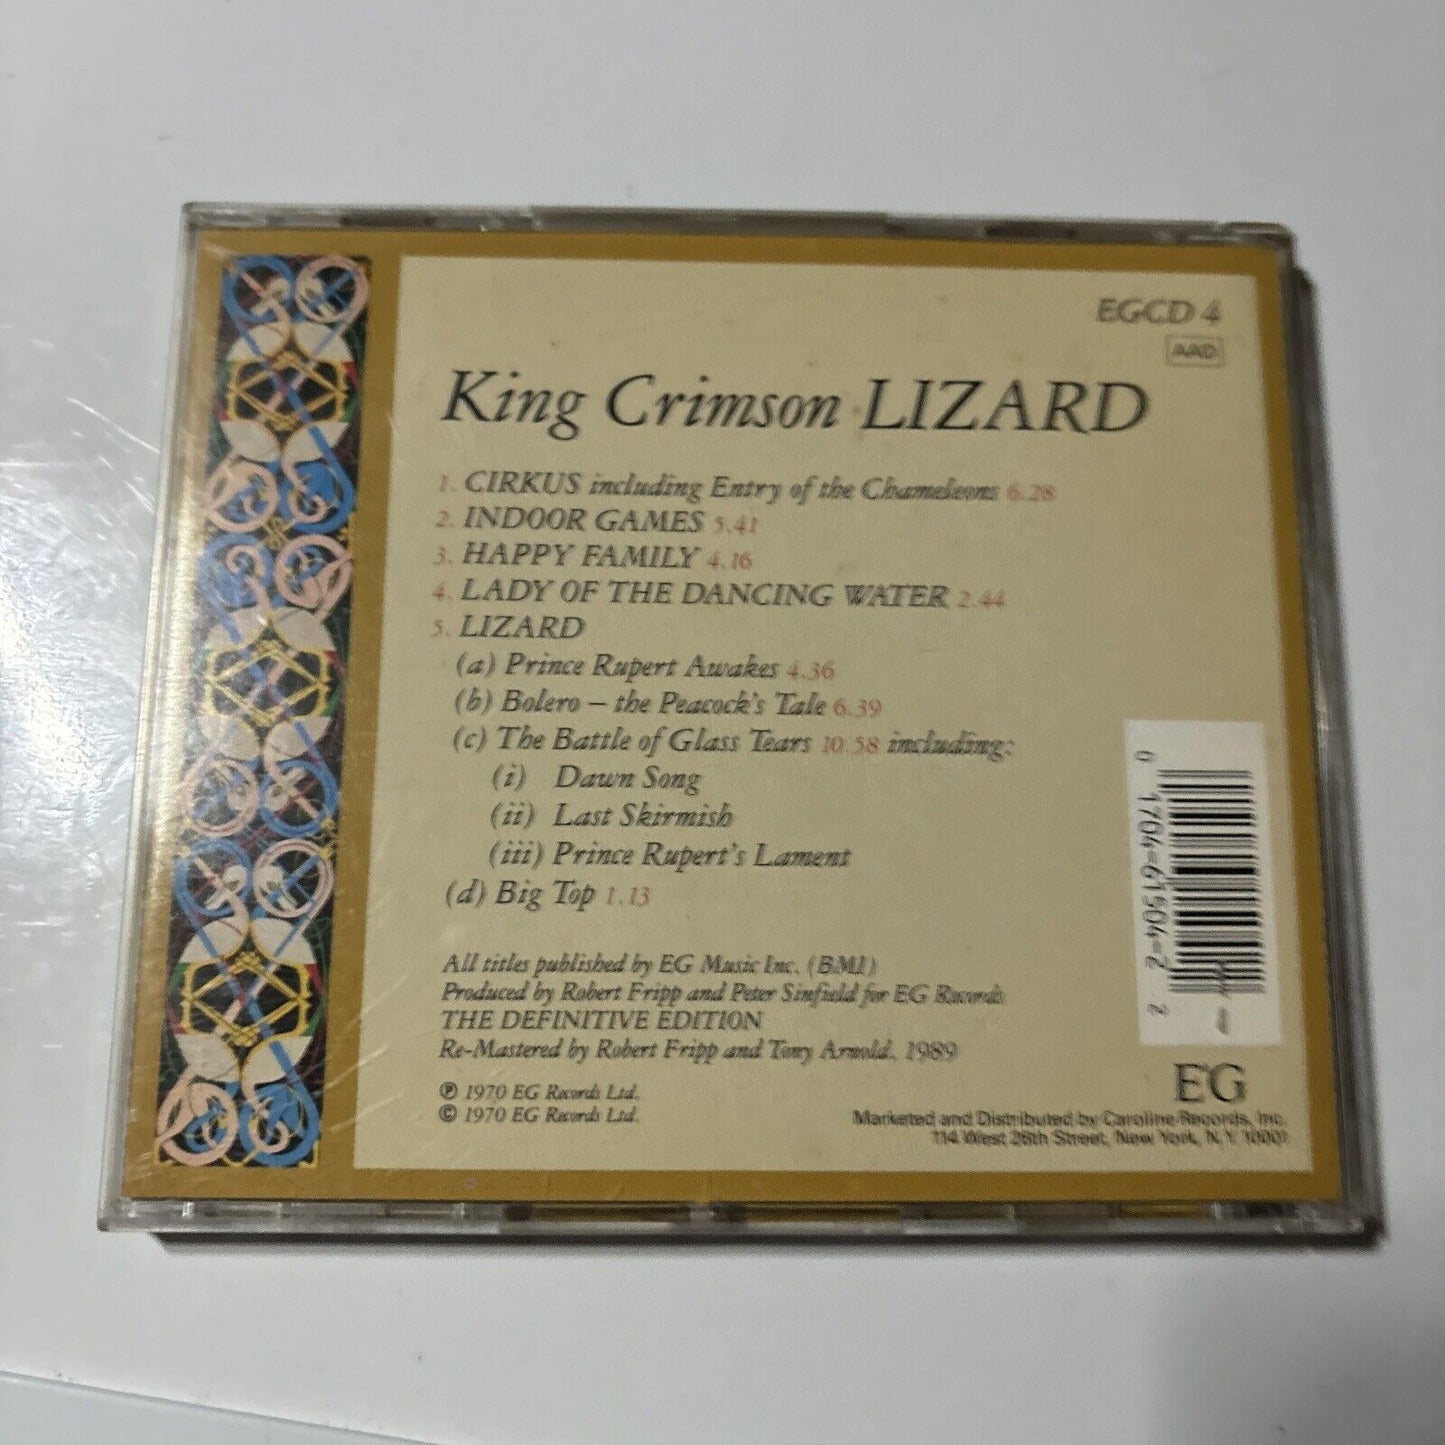 EGCD 4
AAD
King Crimson LIZARD
1. CIRKUS including Entry of the Chameleons 6.28
2. INDOOR GAMES 5.41
3. HAPPY FAMILY 4.16
4. LADY OF THE DANCING WATER 2.44
5. LIZARD
(a) Prince Rupert Awakes 4.36
(b) Bolero – the Peacock's Tale 6.39
(c) The Battle of Glass Tears 10.58 including:
(i) Dawn Song
(ii) Last Skirmish
(iii) Prince Rupert's Lament
(d) Big Top 1.13
0 1704-61504-2 2
All titles published by EG Music Inc. (BMI)
Produced by Robert Fripp and Peter Sinfield for EG Records
THE DEFINITIVE EDITION
Re-Mastered by Robert Fripp and Tony Arnold, 1989
℗ 1970 EG Records Ltd.
© 1970 EG Records Ltd.
E'G
Marketed and Distributed by Caroline Records, Inc.
114 West 26th Street, New York, N.Y. 10001